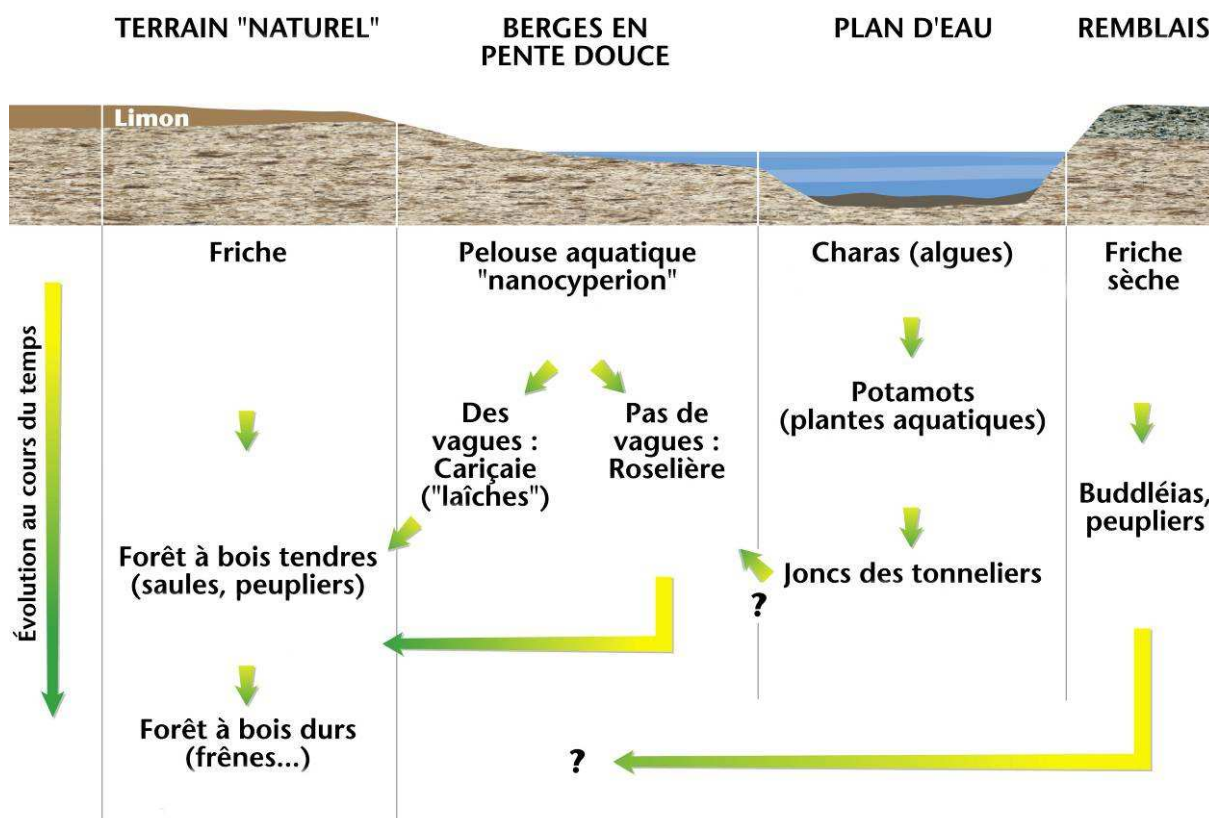 TERRAIN "NATUREL"
BERGES EN
PENTE DOUCE
PLAN D'EAU
REMBLAIS
Limon
Évolution au cours du temps
Friche
Forêt à bois tendres
(saules, peupliers)
Forêt à bois durs
(frênes...)
Pelouse aquatique
"nanocyperion"
Des
vagues :
Cariçaie
("laîches")
Pas de
vagues :
Roselière
?
Charas (algues)
Potamots
(plantes aquatiques)
Joncs des tonneliers
?
Friche
sèche
Buddléias,
peupliers